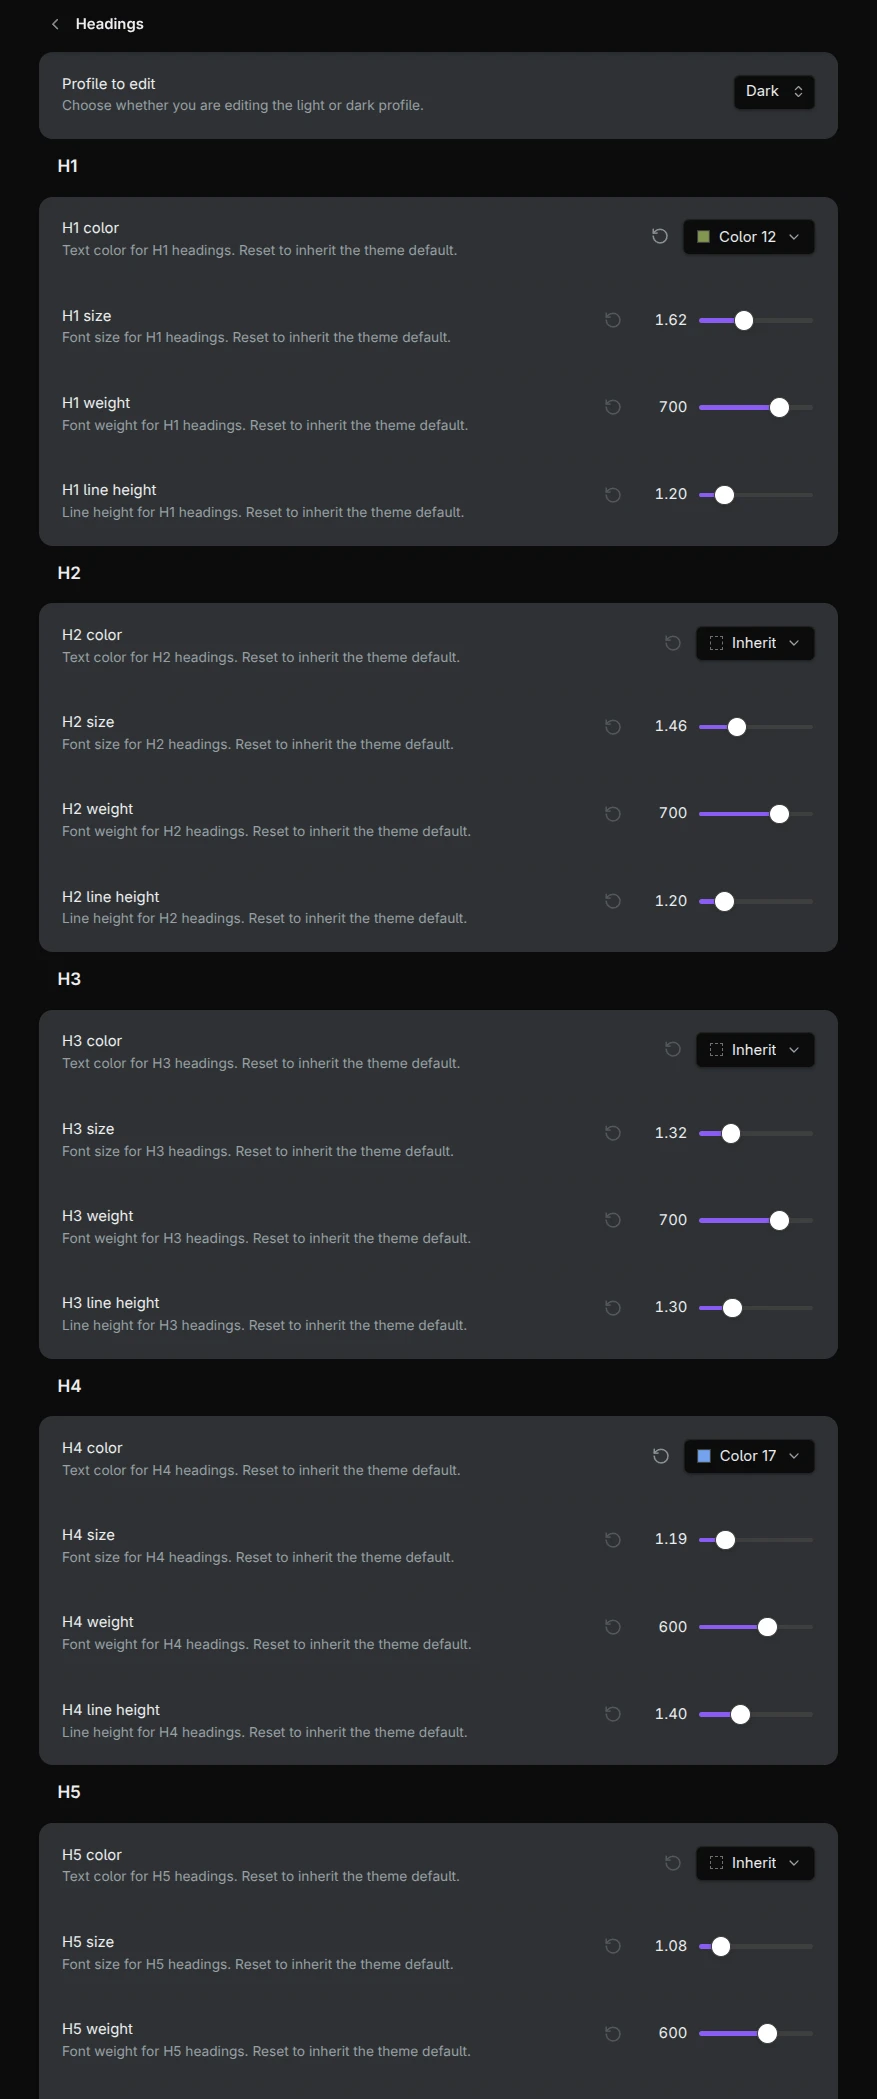 Headings
Profile to edit
Choose whether you are editing the light or dark profile.
Dark
H1
H1 color
Text color for H1 headings. Reset to inherit the theme default.
Color 12
H1 size
Font size for H1 headings. Reset to inherit the theme default.
1.62
H1 weight
Font weight for H1 headings. Reset to inherit the theme default.
700
H1 line height
Line height for H1 headings. Reset to inherit the theme default.
1.20
H2
H2 color
Text color for H2 headings. Reset to inherit the theme default.
Inherit
H2 size
Font size for H2 headings. Reset to inherit the theme default.
1.46
H2 weight
Font weight for H2 headings. Reset to inherit the theme default.
700
H2 line height
Line height for H2 headings. Reset to inherit the theme default.
1.20
H3
H3 color
Text color for H3 headings. Reset to inherit the theme default.
Inherit
H3 size
Font size for H3 headings. Reset to inherit the theme default.
1.32
H3 weight
Font weight for H3 headings. Reset to inherit the theme default.
700
H3 line height
Line height for H3 headings. Reset to inherit the theme default.
1.30
H4
H4 color
Text color for H4 headings. Reset to inherit the theme default.
Color 17
H4 size
Font size for H4 headings. Reset to inherit the theme default.
1.19
H4 weight
Font weight for H4 headings. Reset to inherit the theme default.
600
H4 line height
Line height for H4 headings. Reset to inherit the theme default.
1.40
H5
H5 color
Text color for H5 headings. Reset to inherit the theme default.
Inherit
H5 size
Font size for H5 headings. Reset to inherit the theme default.
1.08
H5 weight
Font weight for H5 headings. Reset to inherit the theme default.
600